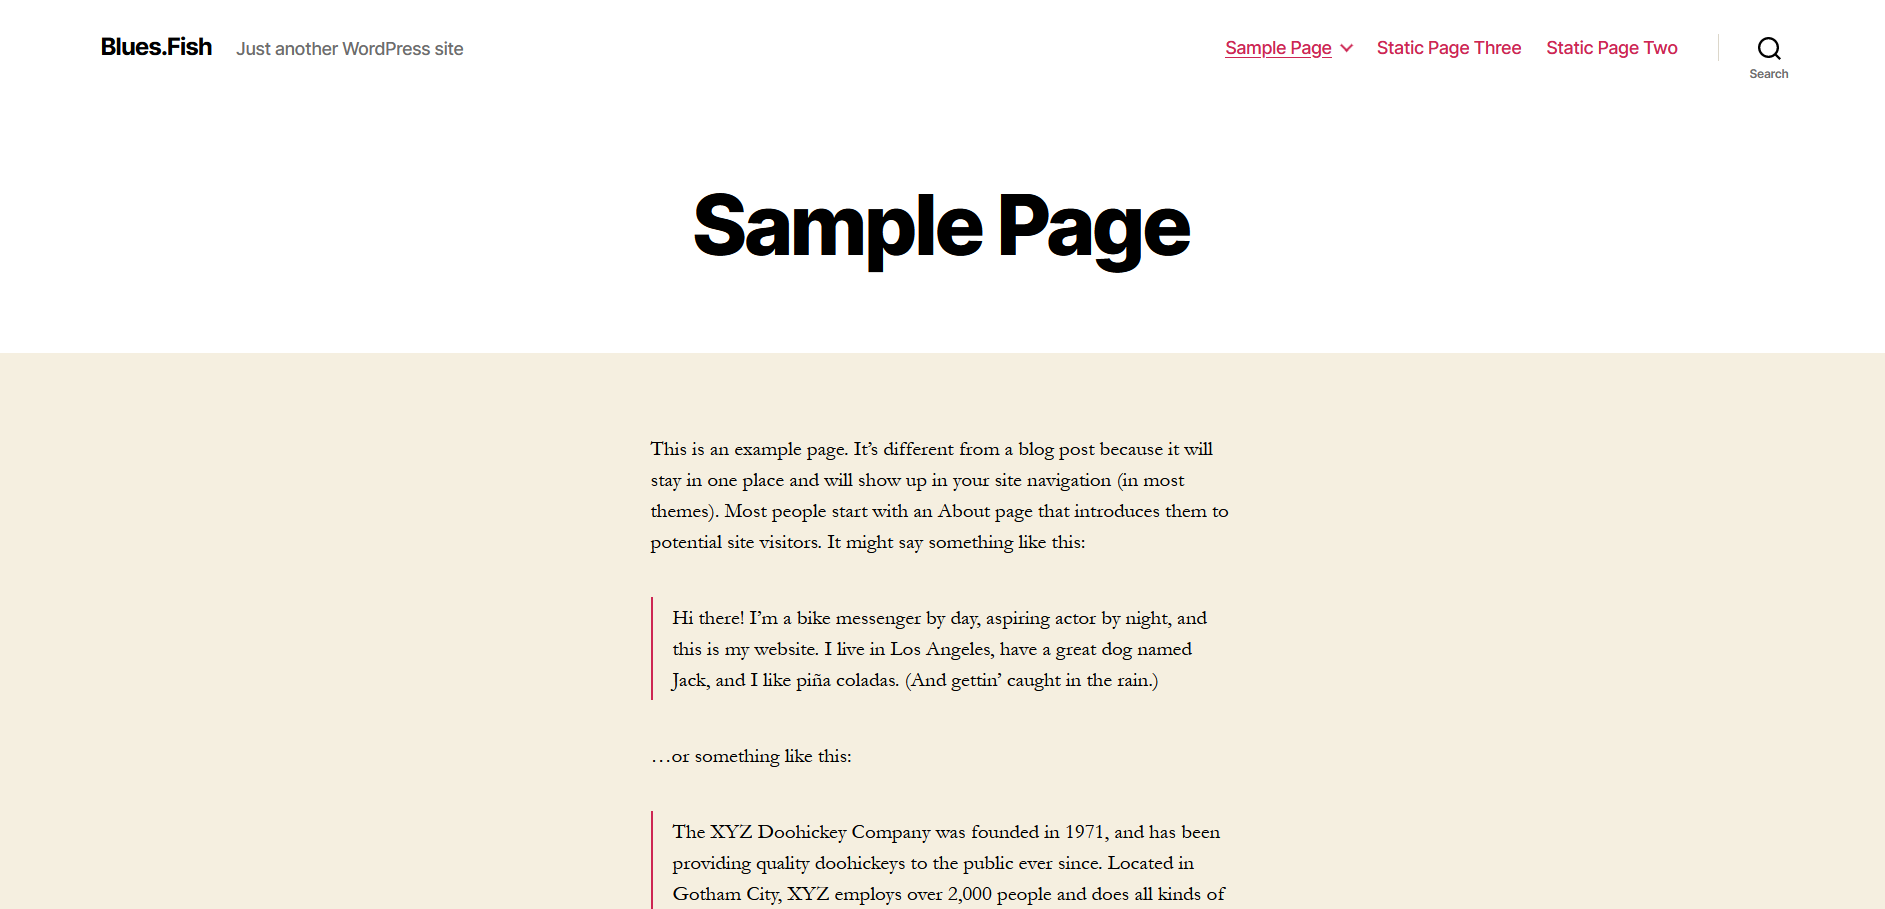 Blues.Fish
Just another WordPress site
Sample Page
Static Page Three
Static Page Two
Search
Sample Page
This is an example page. It’s different from a blog post because it will
stay in one place and will show up in your site navigation (in most
themes). Most people start with an About page that introduces them to
potential site visitors. It might say something like this:
Hi there! I’m a bike messenger by day, aspiring actor by night, and
this is my website. I live in Los Angeles, have a great dog named
Jack, and I like piña coladas. (And gettin’ caught in the rain.)
…or something like this:
The XYZ Doohickey Company was founded in 1971, and has been
providing quality doohickeys to the public ever since. Located in
Gotham City, XYZ employs over 2,000 people and does all kinds of